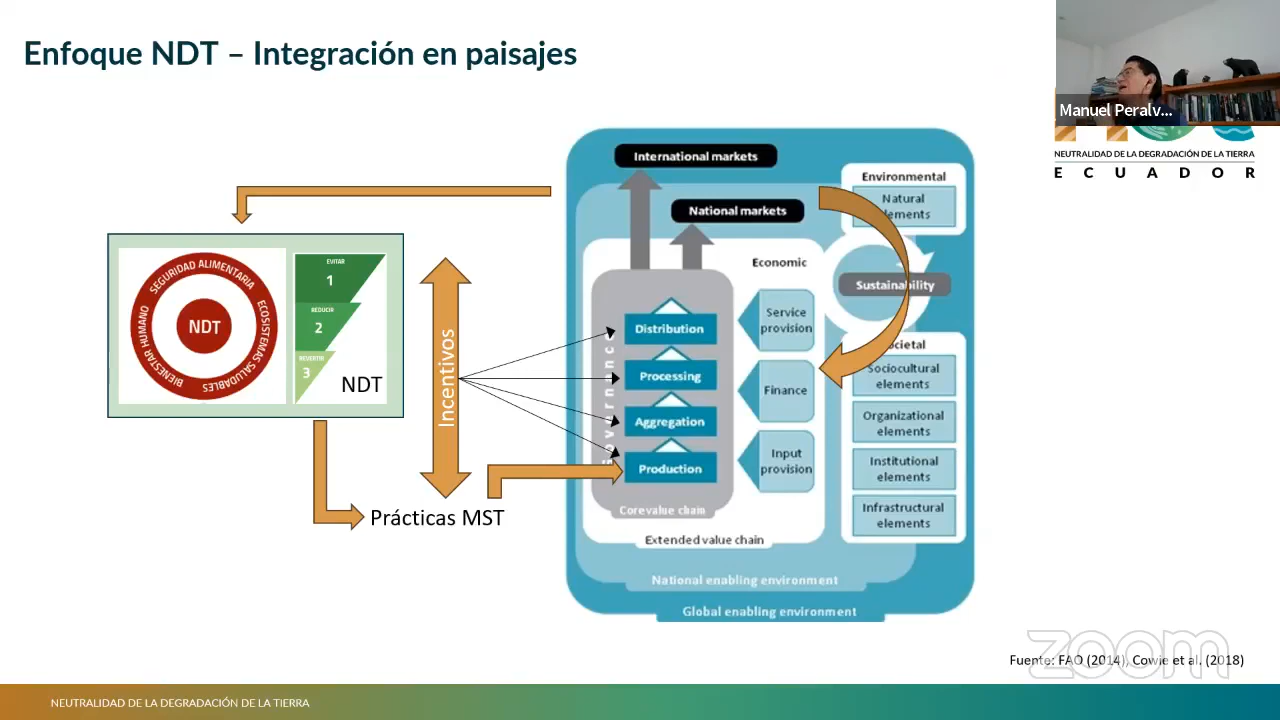 Enfoque NDT – Integración en paisajes
Manuel Peralv...
NEUTRALIDAD DE LA DEGRADACIÓN DE LA TIERRA
ECUADOR
SEGURIDAD ALIMENTARIA
ECOSISTEMAS SALUDABLES
BIENESTAR HUMANO
NDT
EVITAR
1
REDUCIR
2
REVERTIR
3
NDT
Incentivos
Prácticas MST
International markets
National markets
Economic
Governance
Distribution
Processing
Aggregation
Production
Core value chain
Service
provision
Finance
Input
provision
Extended value chain
National enabling environment
Global enabling environment
Environmental
Natural
elements
Sustainability
Societal
Sociocultural
elements
Organizational
elements
Institutional
elements
Infrastructural
elements
zoom
Fuente: FAO (2014), Cowie et al. (2018)
NEUTRALIDAD DE LA DEGRADACIÓN DE LA TIERRA